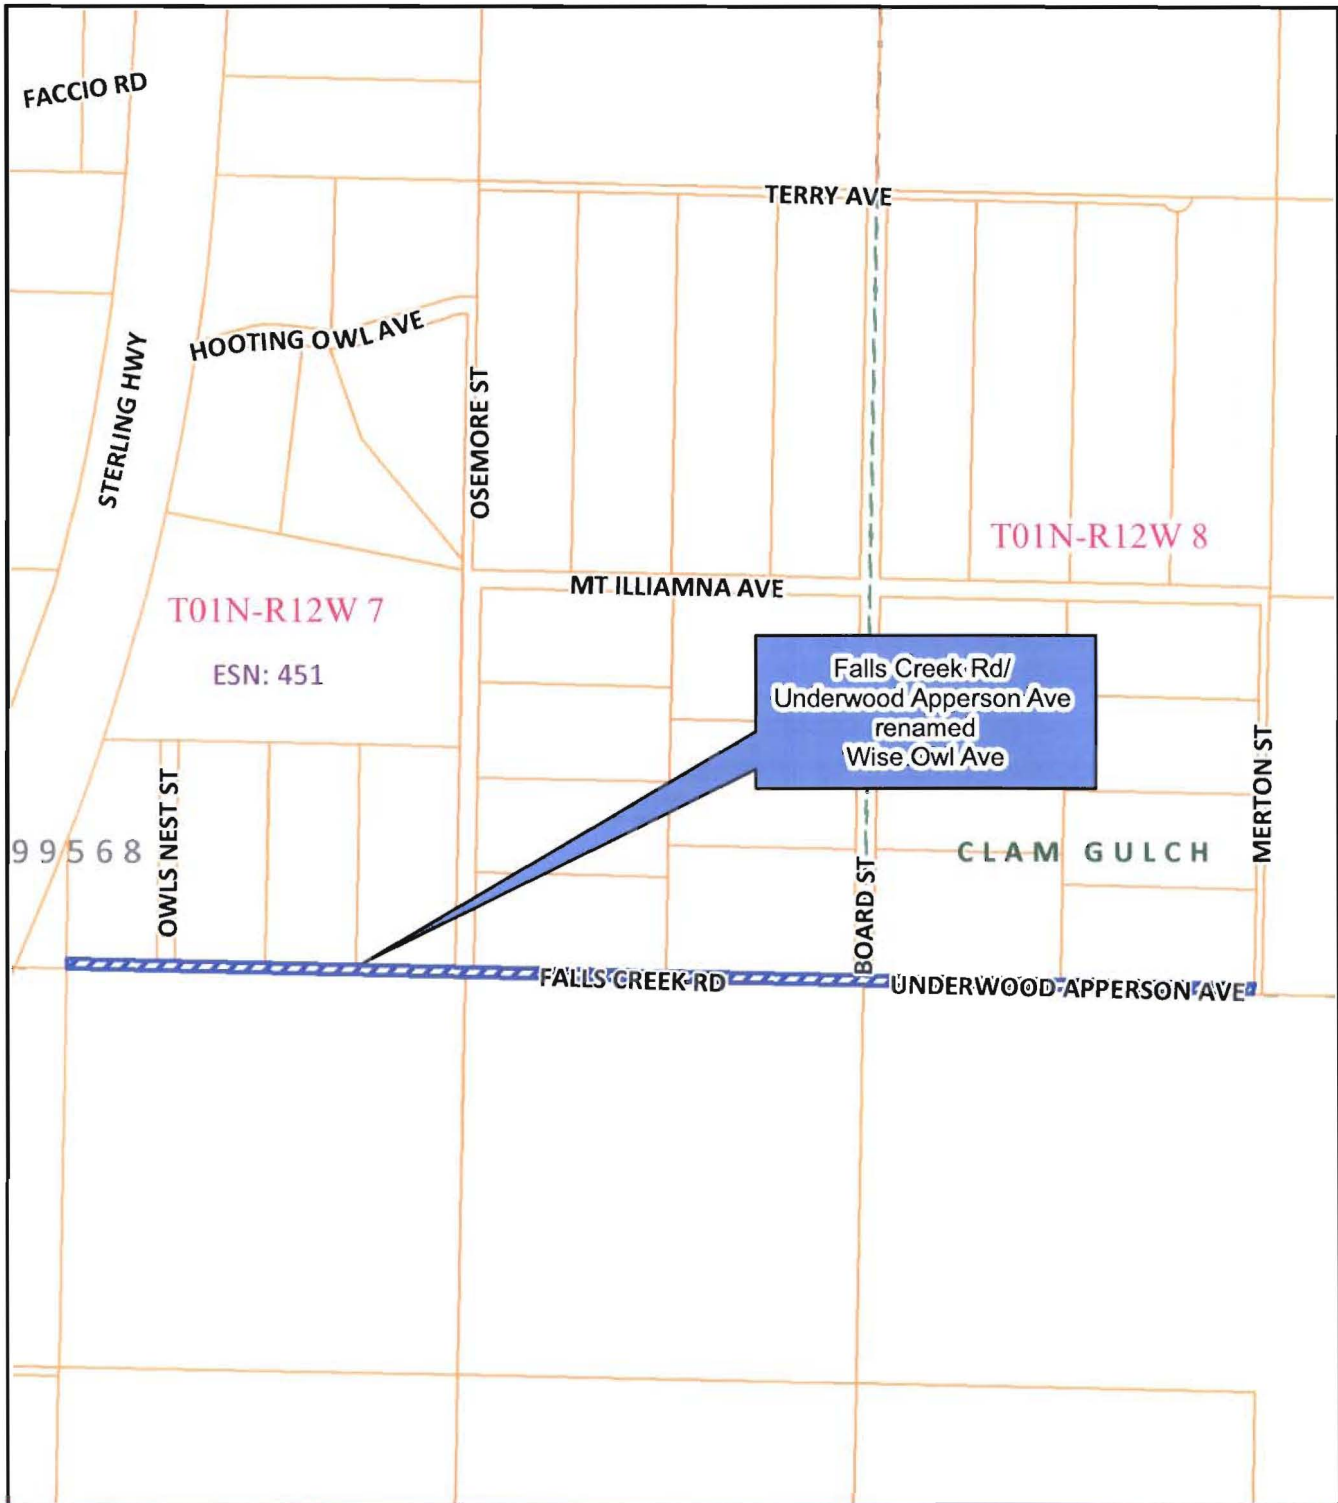 FACCIO RD
TERRY AVE
HOOTING OWL AVE
STERLING HWY
OSEMORE ST
T01N-R12W 8
MT ILLIAMNA AVE
T01N-R12W 7
ESN: 451
Falls Creek Rd/
Underwood Apperson Ave
renamed
Wise Owl Ave
MERTON ST
OWLS NEST ST
99568
CLAM GULCH
BOARD ST
FALLS CREEK RD
UNDERWOOD APPERSON AVE